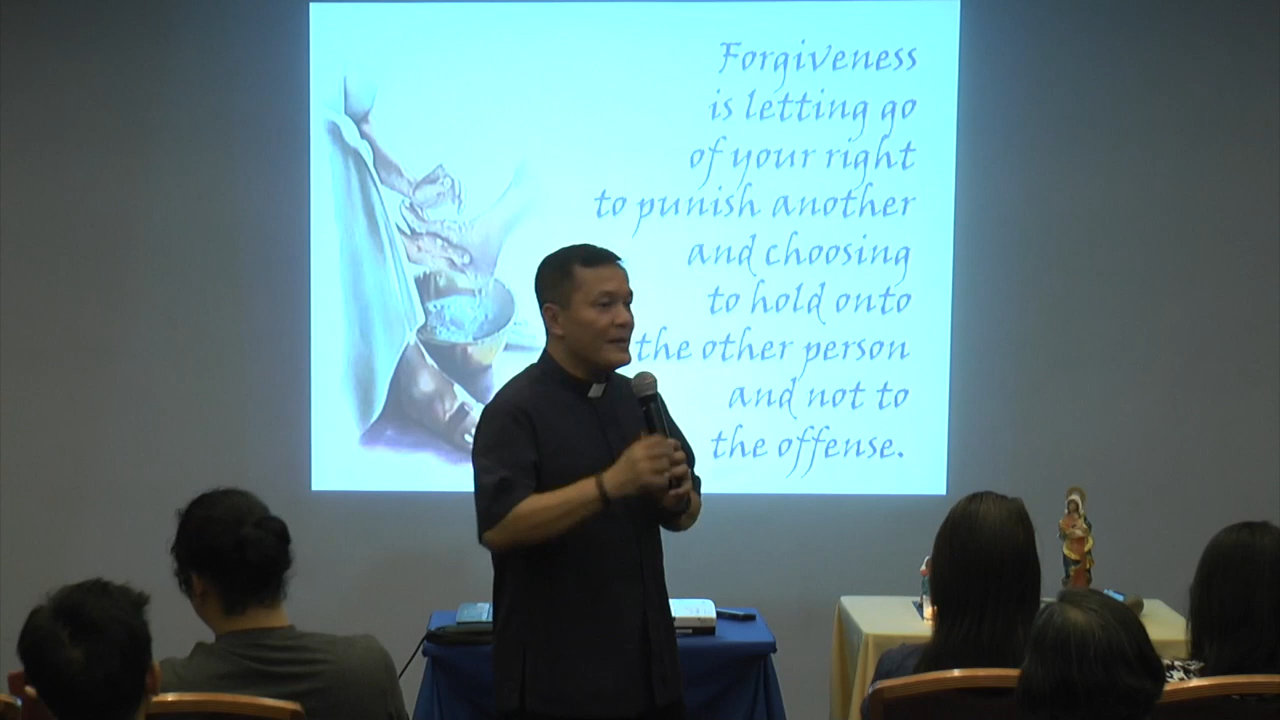 Forgiveness
is letting go
of your right
to punish another
and choosing
to hold onto
the other person
and not to
the offense.